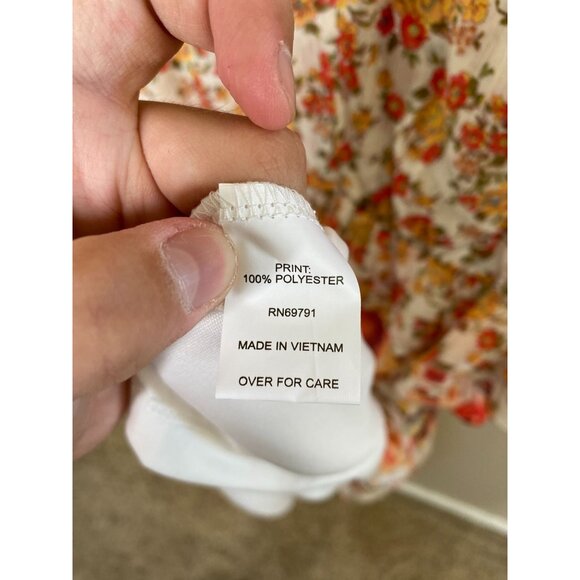 PRINT:
100% POLYESTER
RN69791
MADE IN VIETNAM
OVER FOR CARE